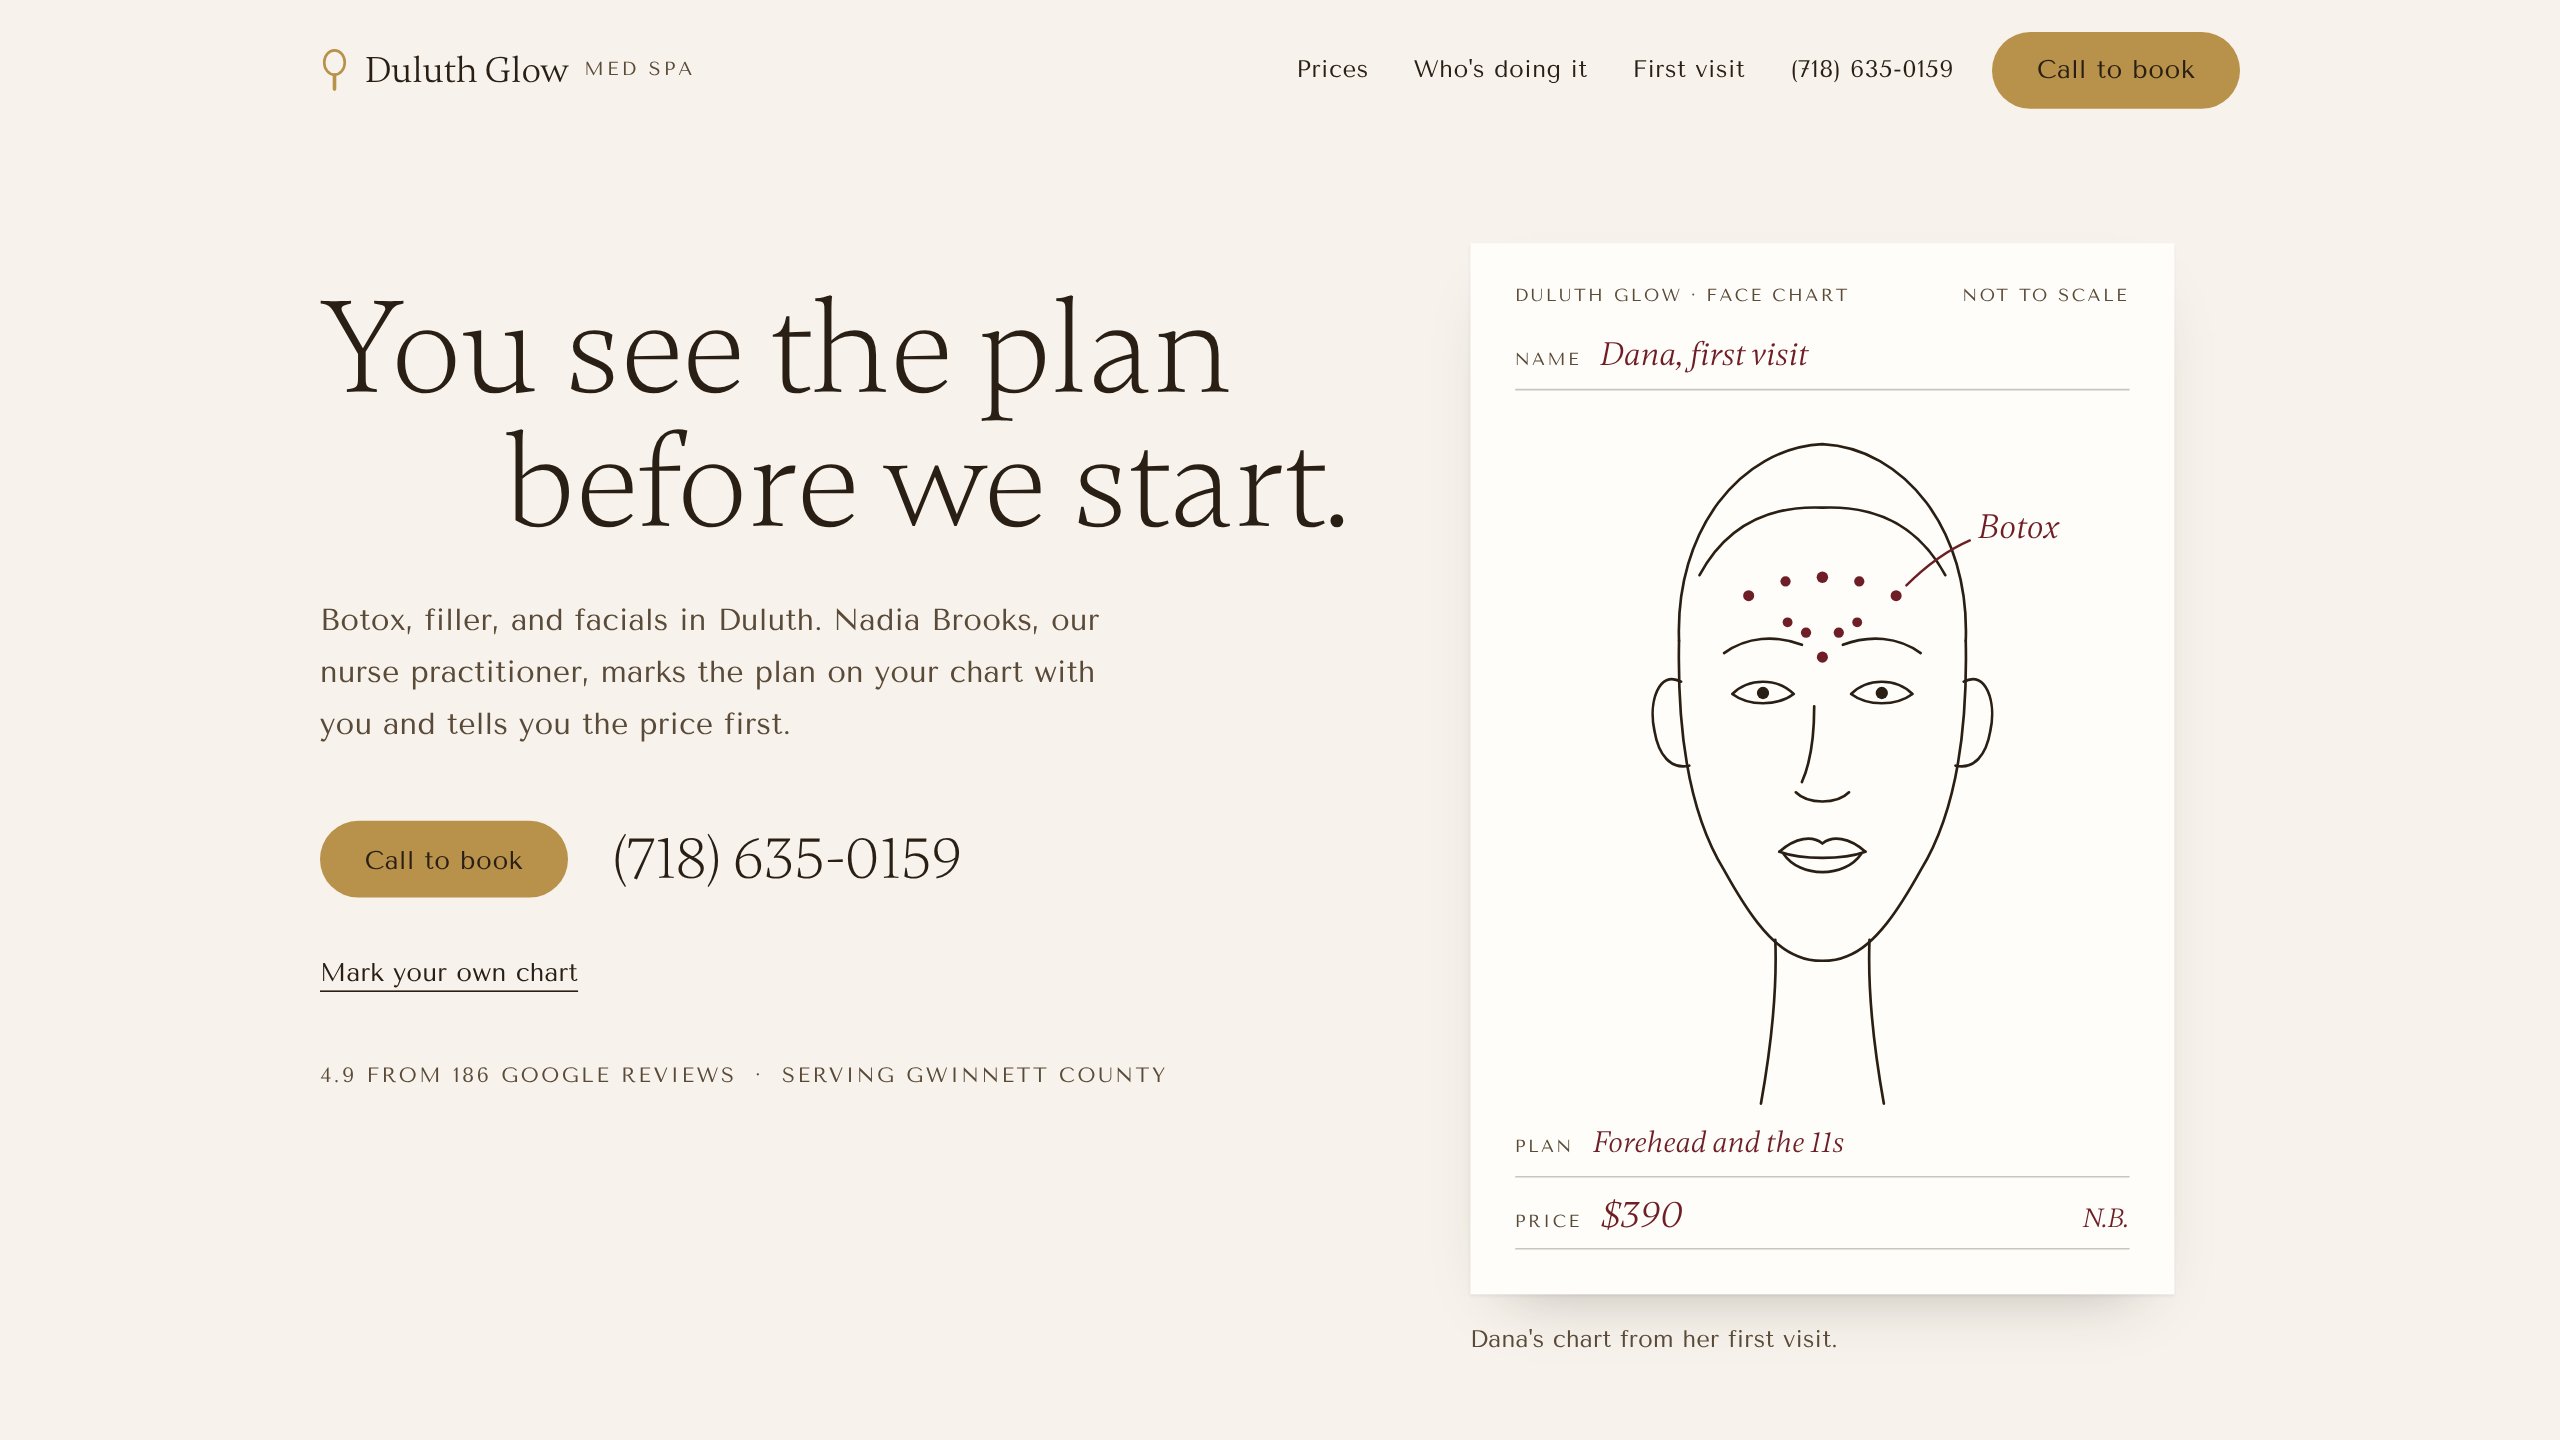 Duluth Glow MED SPA
Prices Who's doing it First visit (718) 635-0159 Call to book
You see the plan
before we start.
Botox, filler, and facials in Duluth. Nadia Brooks, our
nurse practitioner, marks the plan on your chart with
you and tells you the price first.
Call to book (718) 635-0159
Mark your own chart
4.9 FROM 186 GOOGLE REVIEWS · SERVING GWINNETT COUNTY
DULUTH GLOW · FACE CHART NOT TO SCALE
NAME Dana, first visit
Botox
PLAN Forehead and the 11s
PRICE $390 N.B.
Dana's chart from her first visit.